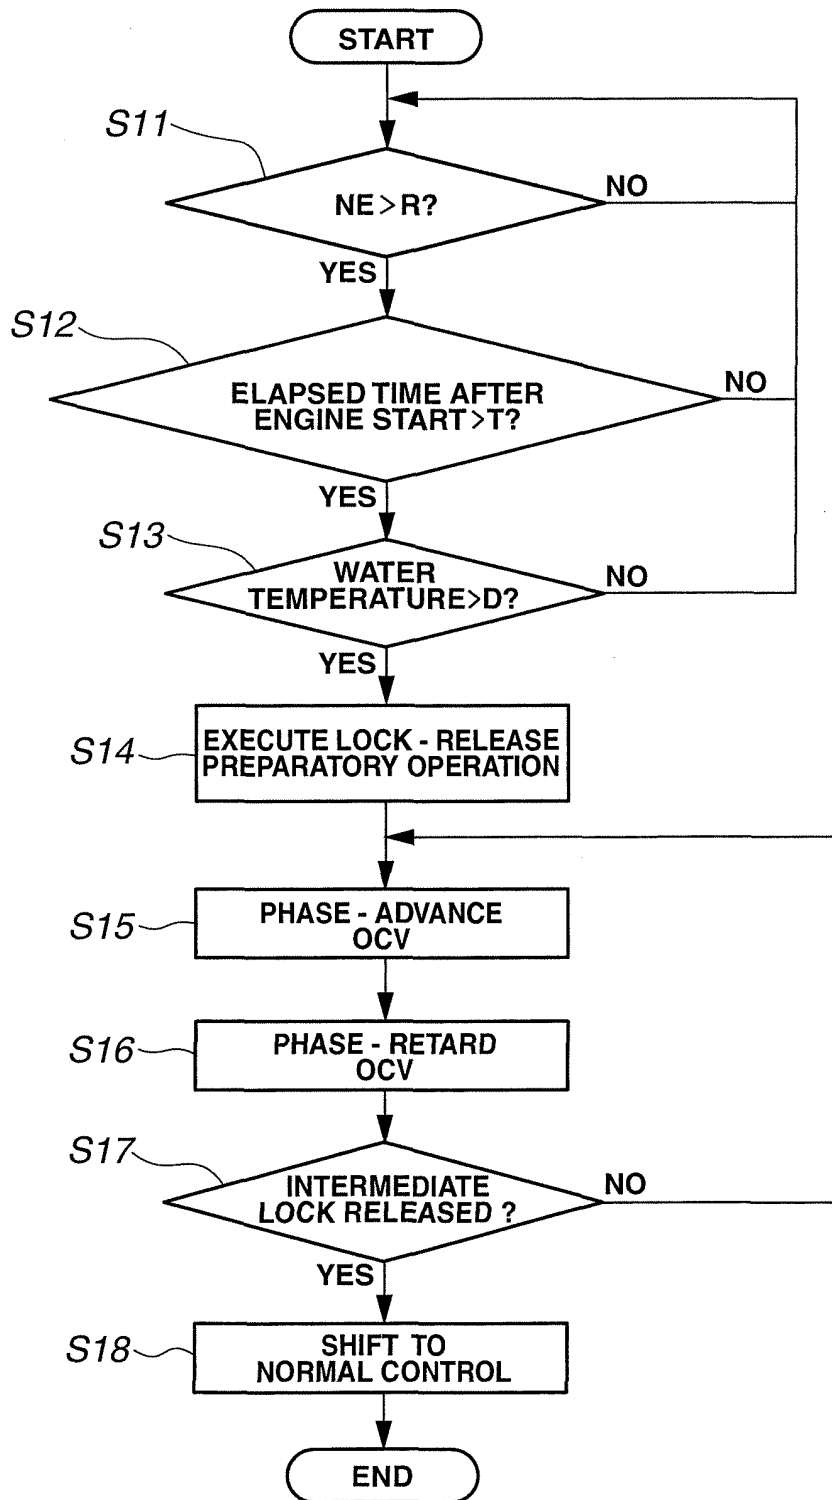 START
S11
NE>R?
NO
YES
S12
ELAPSED TIME AFTER
ENGINE START>T?
NO
YES
S13
WATER
TEMPERATURE>D?
NO
YES
S14
EXECUTE LOCK - RELEASE
PREPARATORY OPERATION
S15
PHASE - ADVANCE
OCV
S16
PHASE - RETARD
OCV
S17
INTERMEDIATE
LOCK RELEASED ?
NO
YES
S18
SHIFT TO
NORMAL CONTROL
END